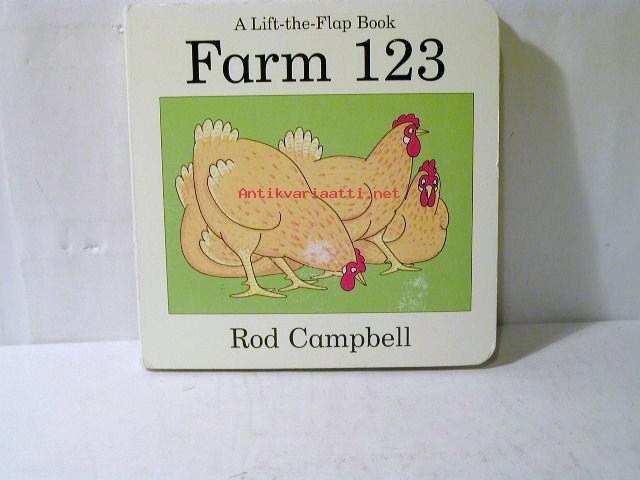 A Lift-the-Flap Book
Farm 123
Antikvariaatti.net
Rod Campbell